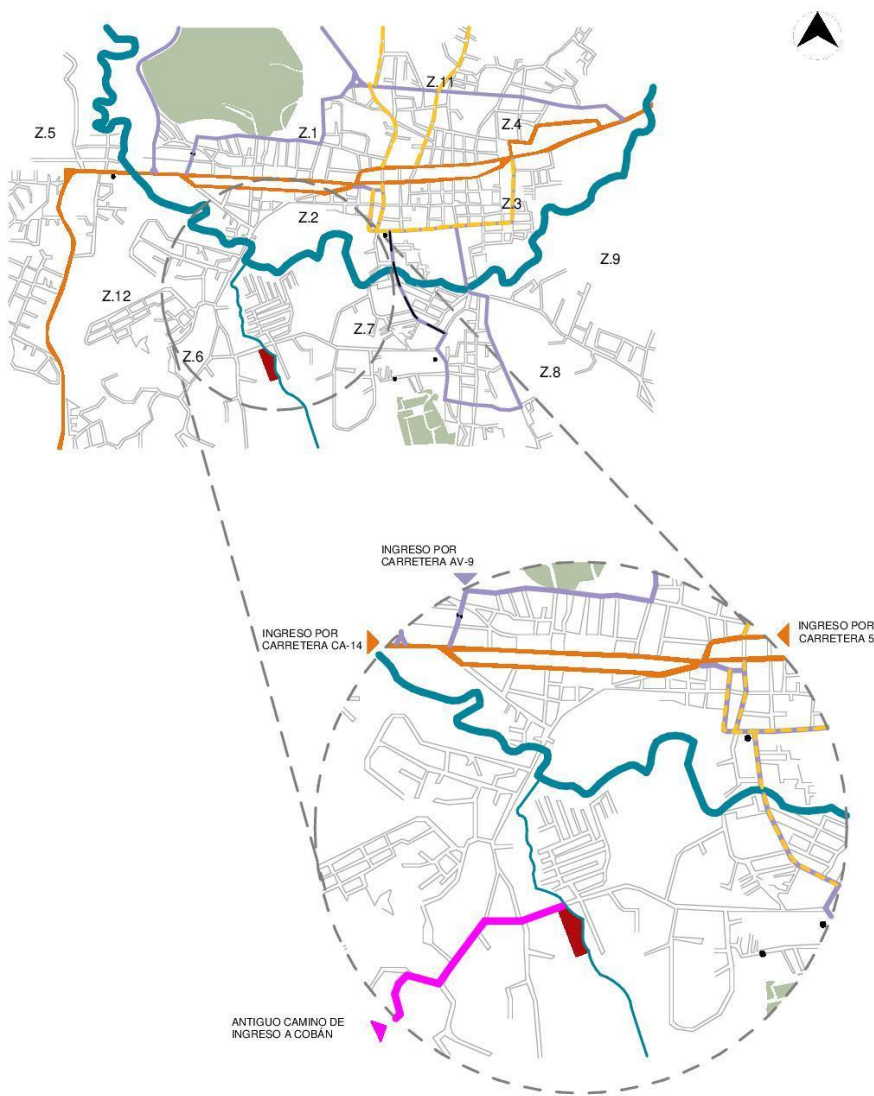 Z.11
Z.4
Z.5
Z.1
Z.2
Z.3
Z.9
Z.12
Z.7
Z.6
Z.8
INGRESO POR
CARRETERA AV-9
INGRESO POR
CARRETERA CA-14
INGRESO POR
CARRETERA 5
ANTIGUO CAMINO DE
INGRESO A COBÁN